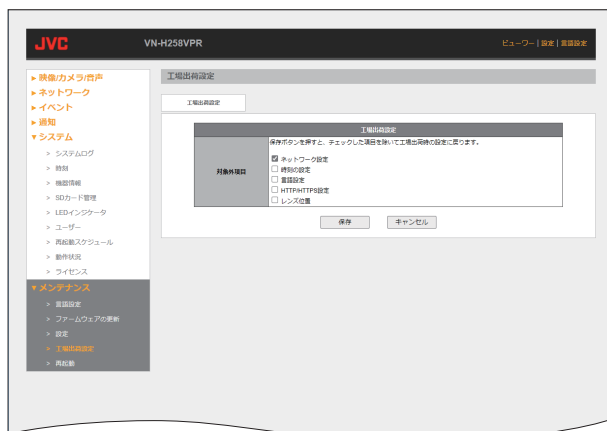 JVC VN-H258VPR ビューワー | 設定 | 言語設定
▸ 映像/カメラ/音声
▸ ネットワーク
▸ イベント
▸ 通知
▾ システム
> システムログ
> 時刻
> 機器情報
> SDカード管理
> LEDインジケータ
> ユーザー
> 再起動スケジュール
> 動作状況
> ライセンス
▾ メンテナンス
> 言語設定
> ファームウェアの更新
> 設定
> 工場出荷設定
> 再起動
工場出荷設定
工場出荷設定
工場出荷設定
対象外項目
保存ボタンを押すと、チェックした項目を除いて工場出荷時の設定に戻ります。
ネットワーク設定
時刻の設定
言語設定
HTTP/HTTPS設定
レンズ位置
保存 キャンセル